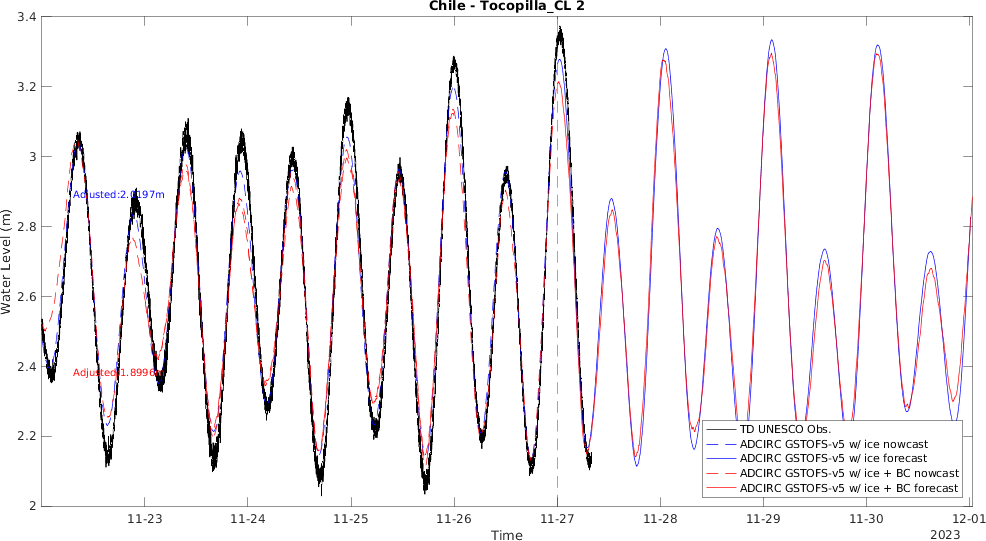 Chile - Tocopilla_CL 2
3.4
3.2
3
2.8
2.6
2.4
2.2
2
Water Level (m)
Adjusted:2.0197m
Adjusted:1.8996m
TD UNESCO Obs.
ADCIRC GSTOFS-v5 w/ ice nowcast
ADCIRC GSTOFS-v5 w/ ice forecast
ADCIRC GSTOFS-v5 w/ ice + BC nowcast
ADCIRC GSTOFS-v5 w/ ice + BC forecast
11-23
11-24
11-25
11-26
11-27
11-28
11-29
11-30
12-01
Time
2023